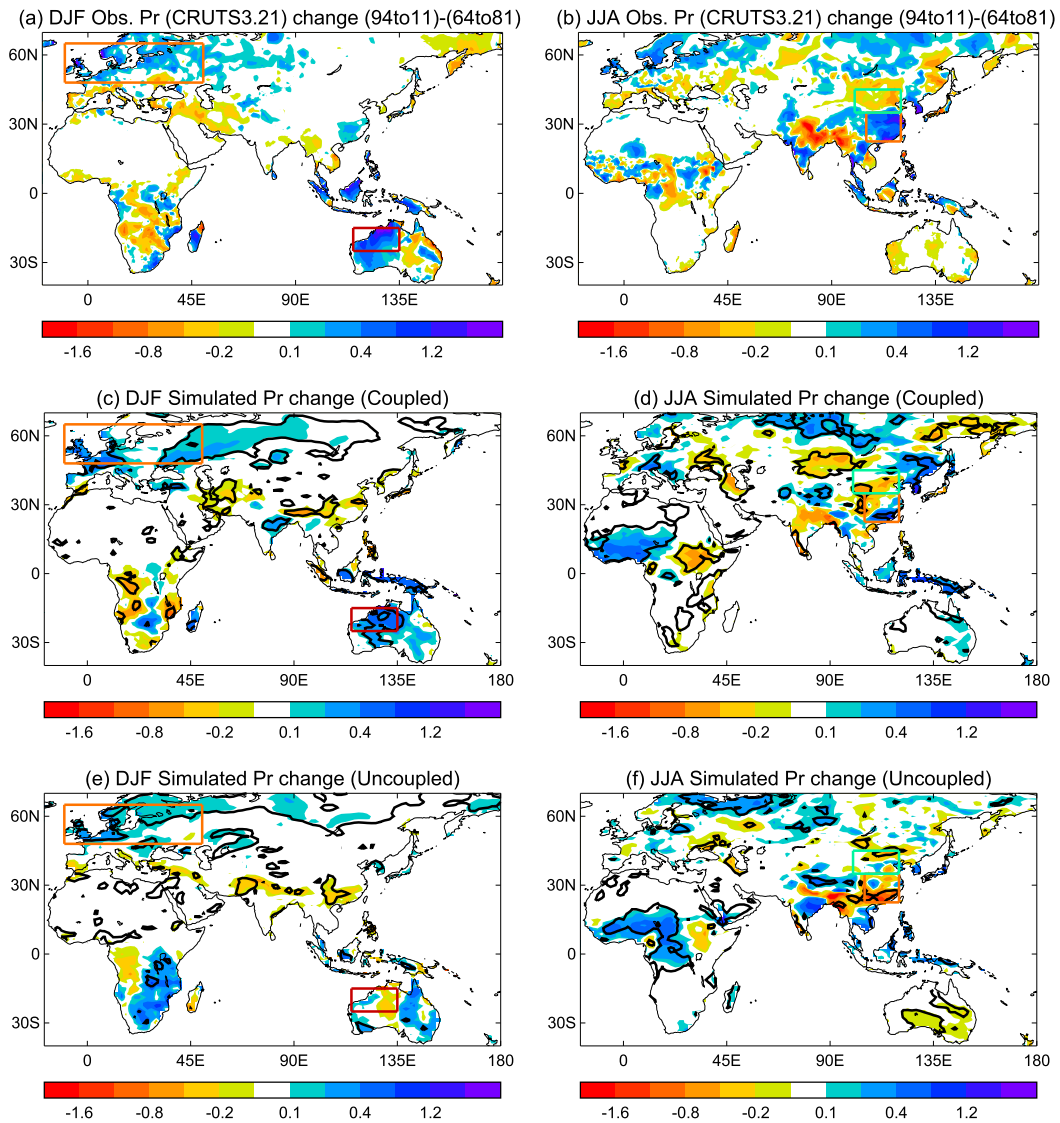 (a) DJF Obs. Pr (CRUTS3.21) change (94to11)-(64to81)
60N
30N
0
30S
0 45E 90E 135E
-1.6 -0.8 -0.2 0.1 0.4 1.2
(b) JJA Obs. Pr (CRUTS3.21) change (94to11)-(64to81)
60N
30N
0
30S
0 45E 90E 135E
-1.6 -0.8 -0.2 0.1 0.4 1.2
(c) DJF Simulated Pr change (Coupled)
60N
30N
0
30S
0 45E 90E 135E 180
-1.6 -0.8 -0.2 0.1 0.4 1.2
(d) JJA Simulated Pr change (Coupled)
60N
30N
0
30S
0 45E 90E 135E 180
-1.6 -0.8 -0.2 0.1 0.4 1.2
(e) DJF Simulated Pr change (Uncoupled)
60N
30N
0
30S
0 45E 90E 135E 180
-1.6 -0.8 -0.2 0.1 0.4 1.2
(f) JJA Simulated Pr change (Uncoupled)
60N
30N
0
30S
0 45E 90E 135E 180
-1.6 -0.8 -0.2 0.1 0.4 1.2